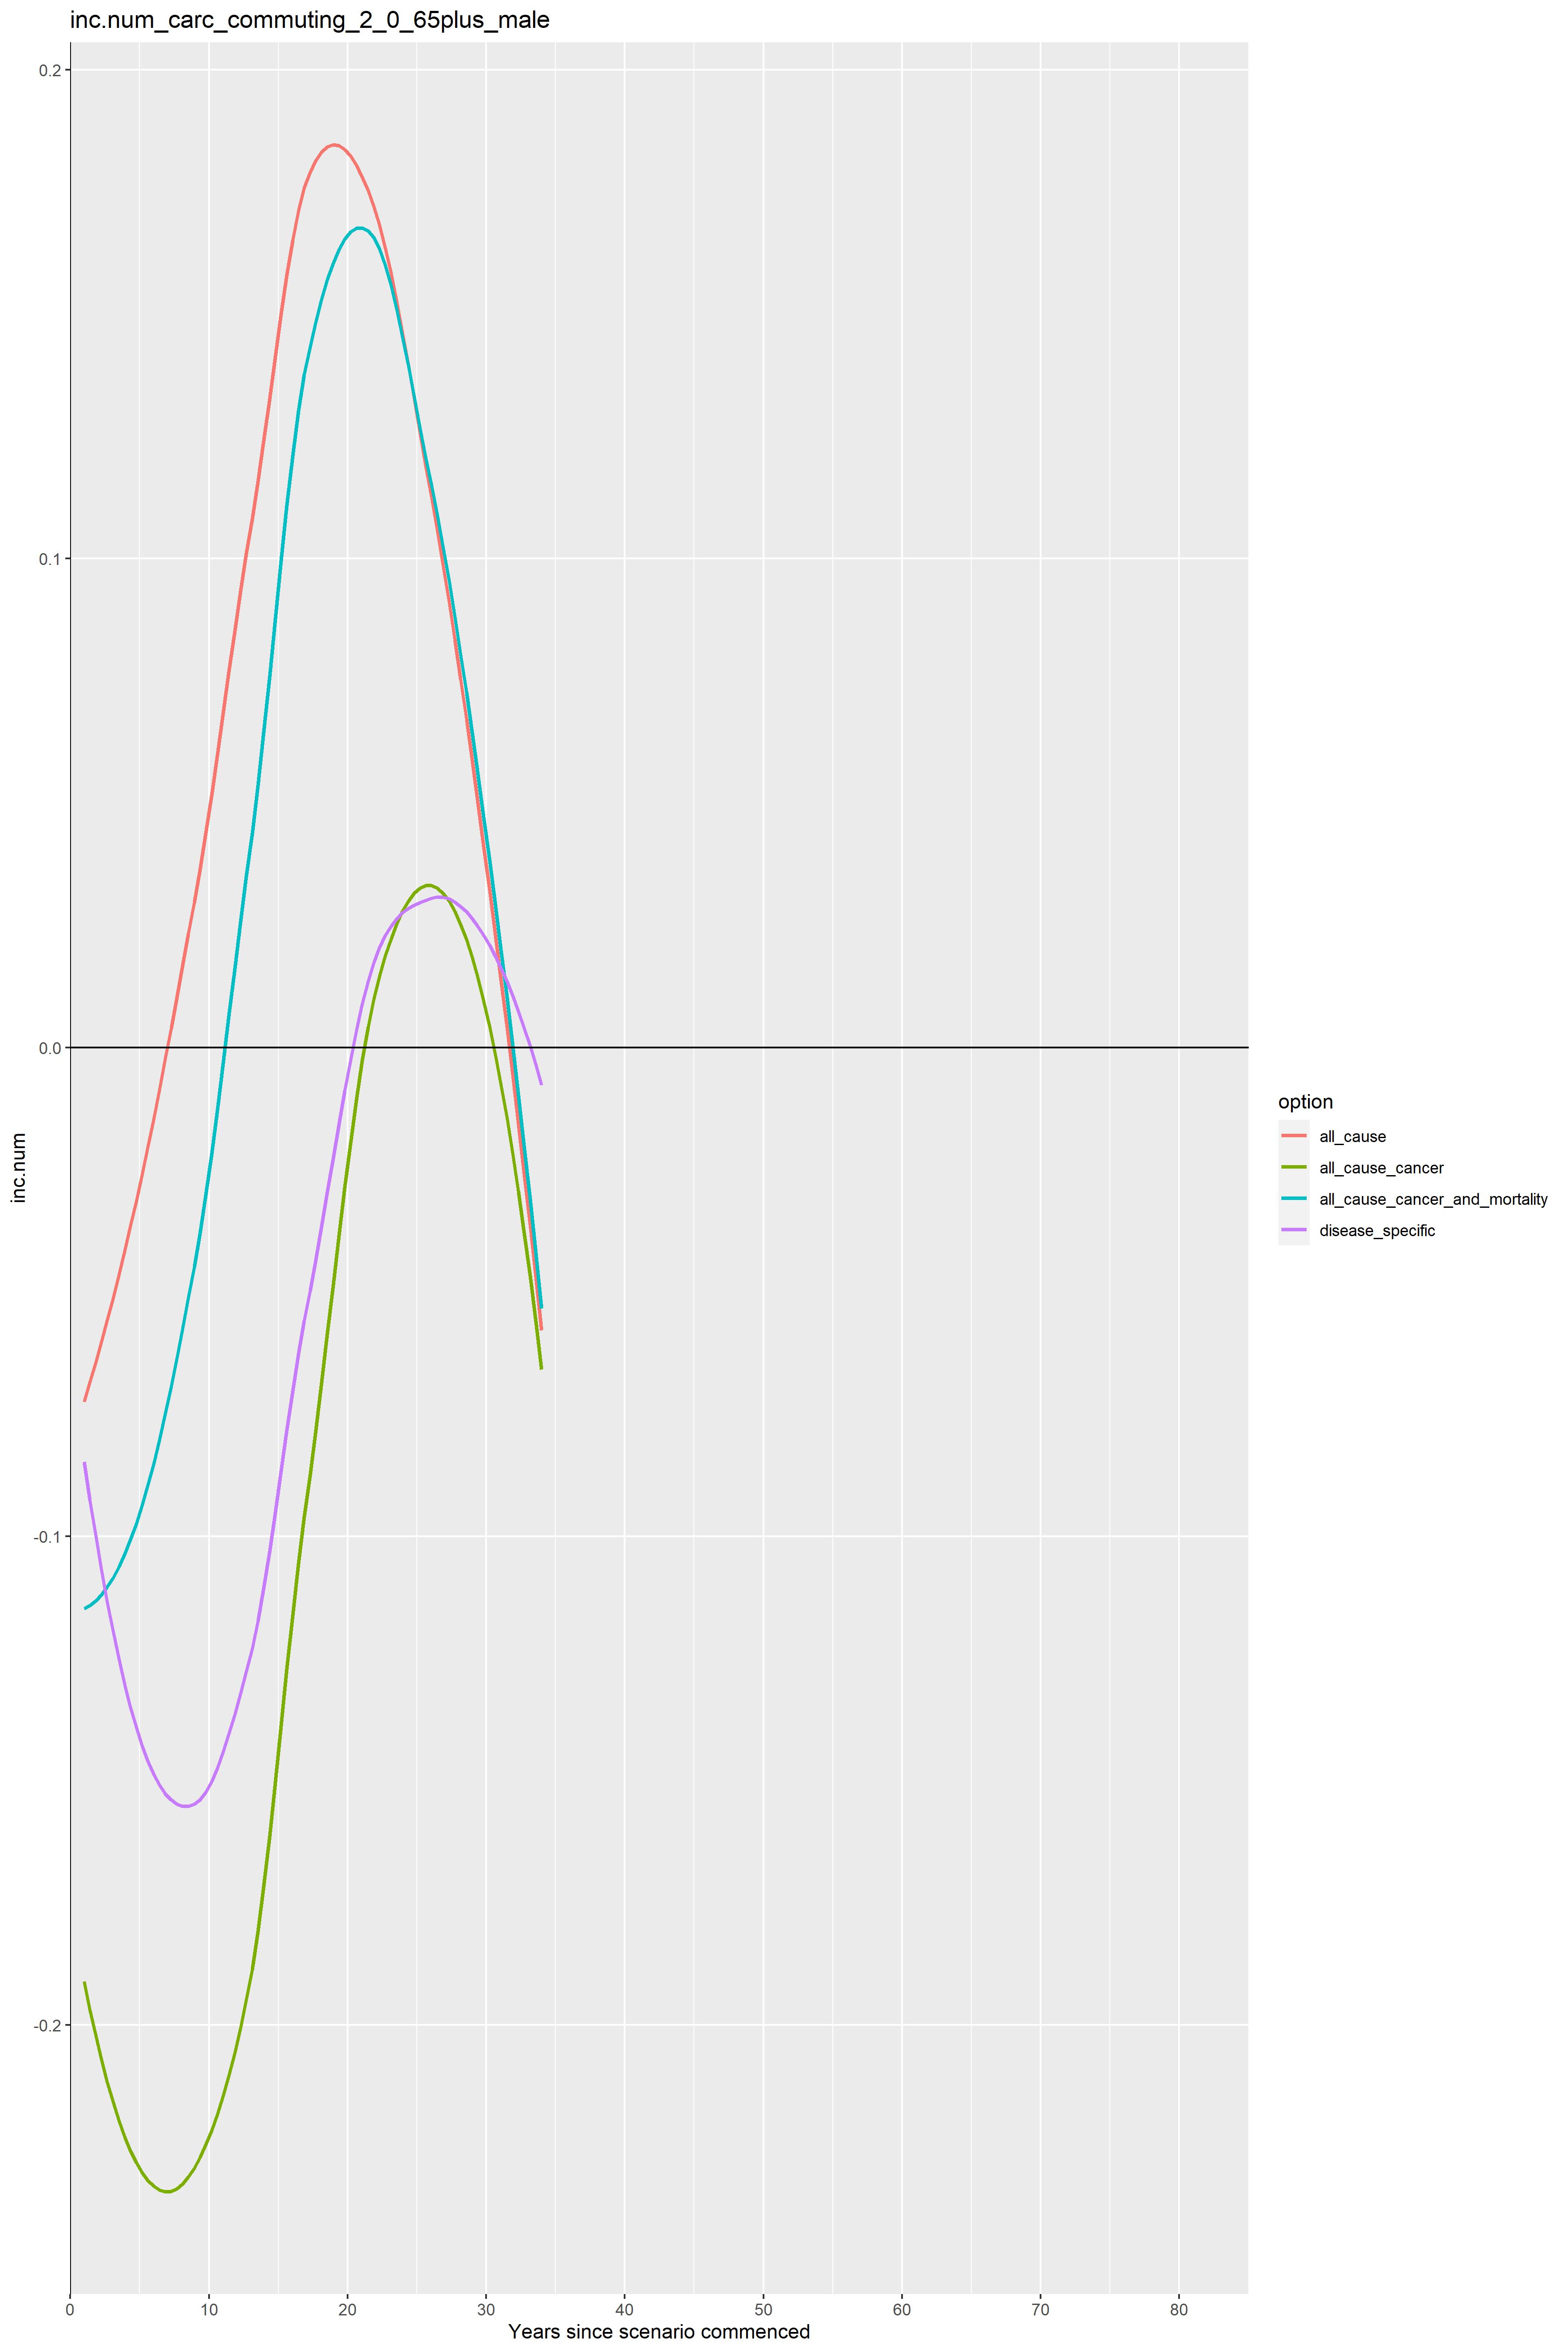 inc.num_carc_commuting_2_0_65plus_male
0.2
0.1
0.0
-0.1
-0.2
inc.num
0 10 20 30 40 50 60 70 80
Years since scenario commenced
option
all_cause
all_cause_cancer
all_cause_cancer_and_mortality
disease_specific